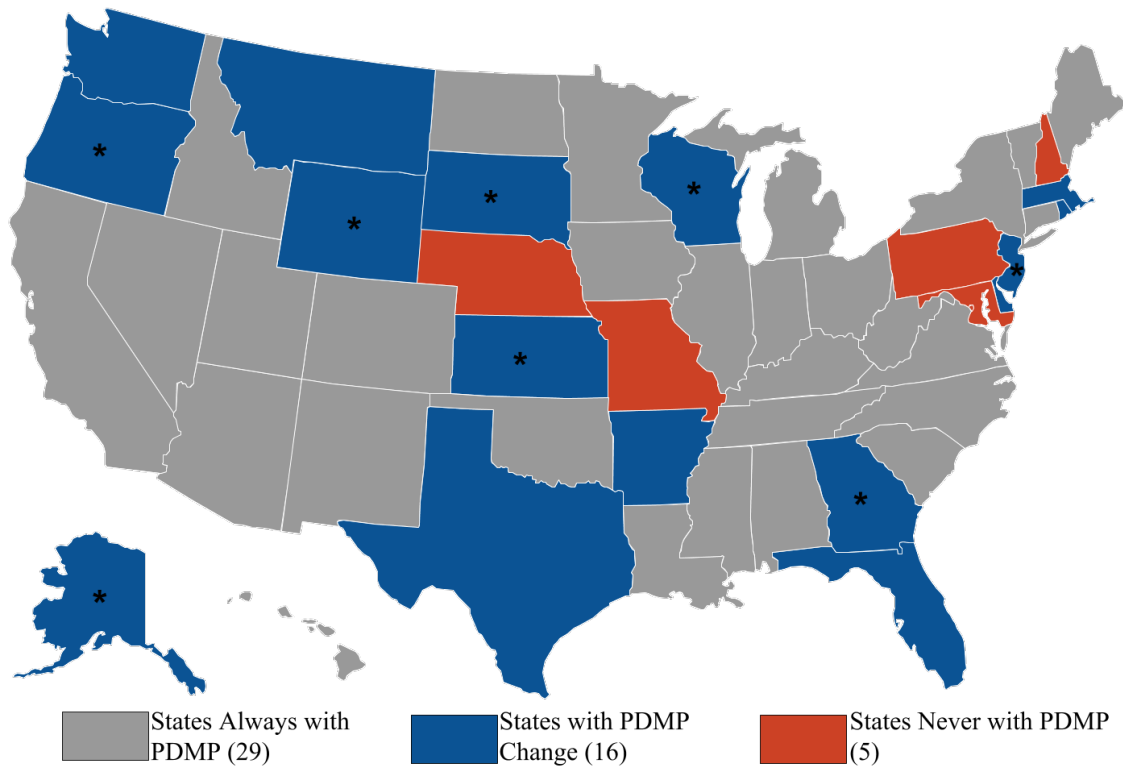 *
*
*
*
*
*
*
*
States Always with
PDMP (29)
States with PDMP
Change (16)
States Never with PDMP
(5)